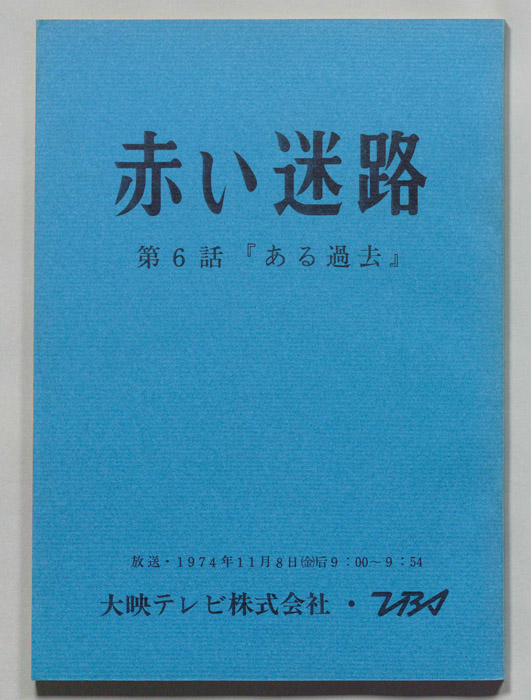 赤い迷路
第6話『ある過去』
放送・1974年11月8日㈮后9：00〜9：54
大映テレビ株式会社・TBS